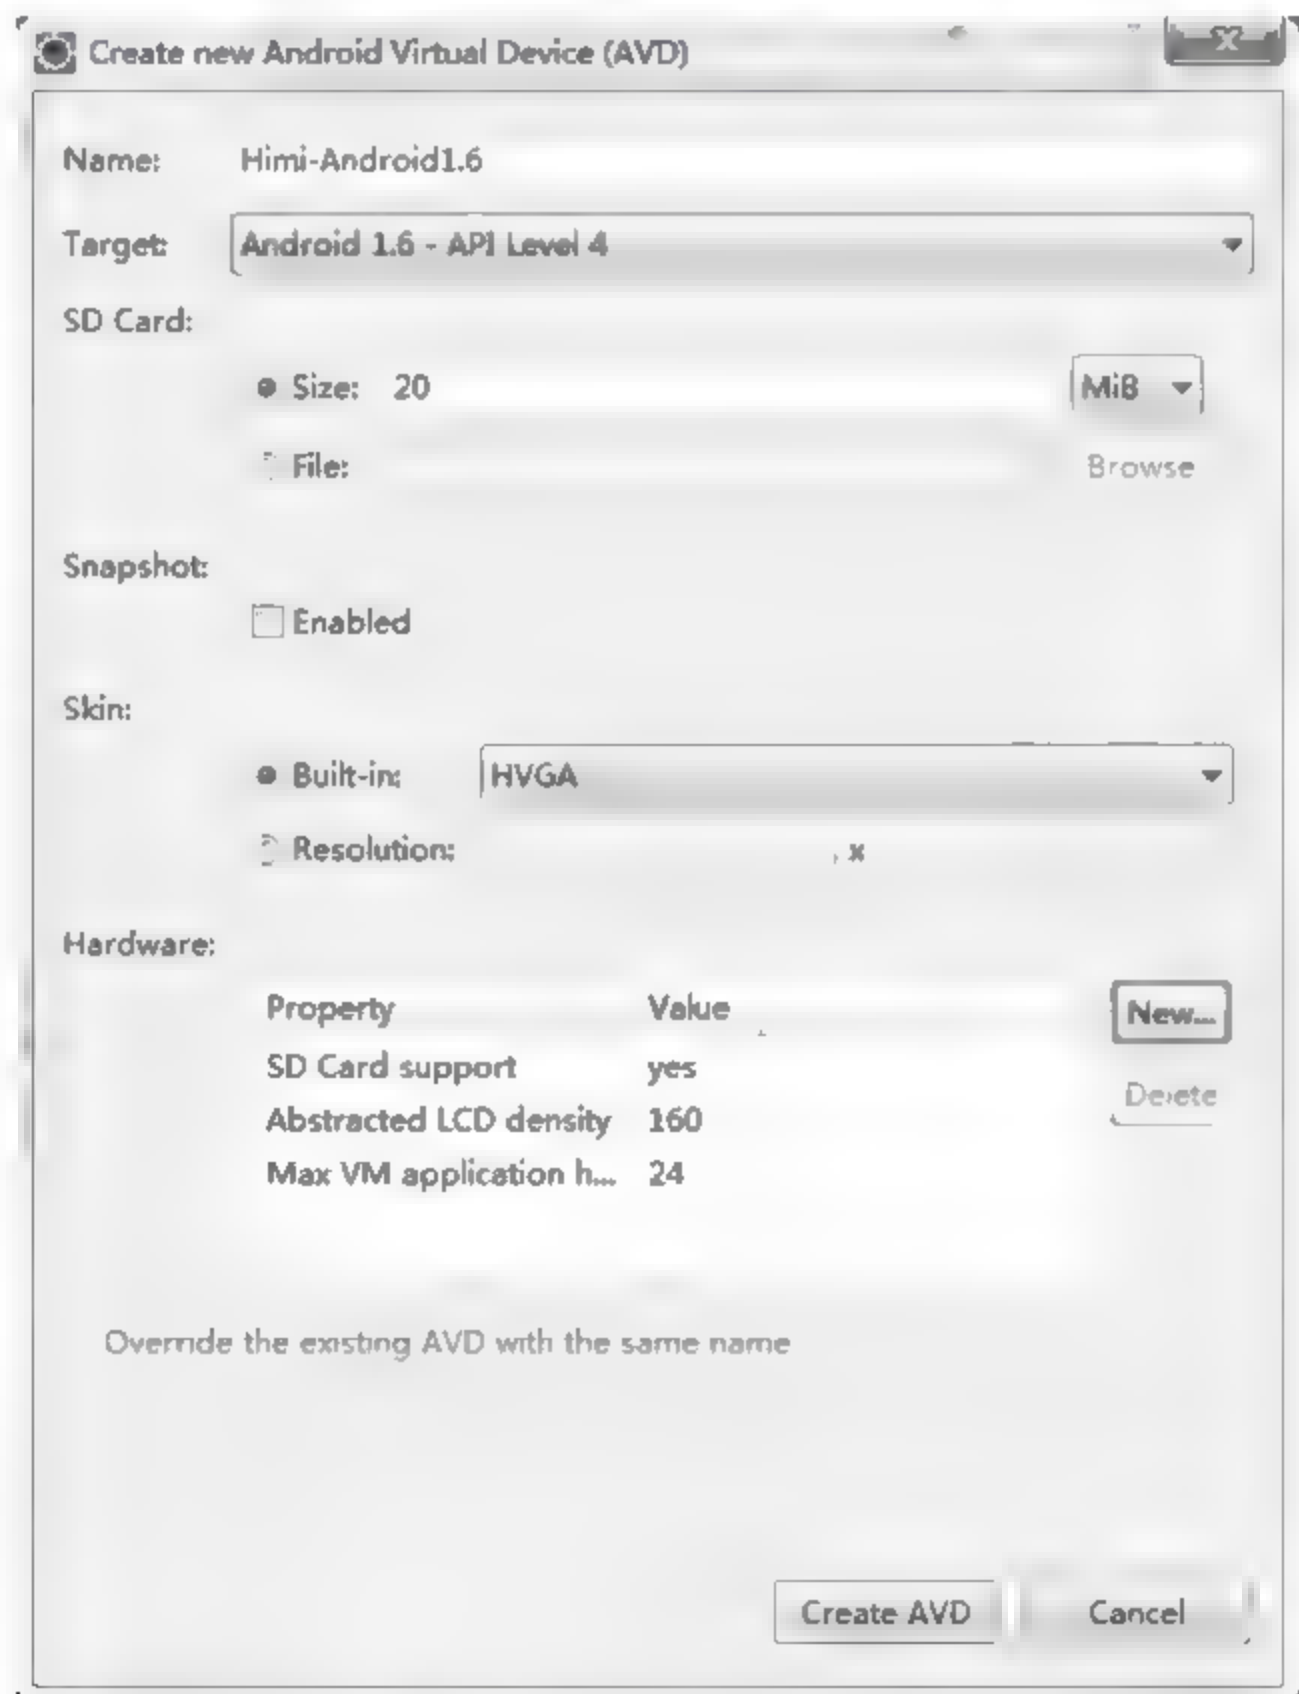 Create new Android Virtual Device (AVD)
Name: Himi-Android1.6
Target: Android 1.6 - API Level 4
SD Card:
Size: 20 MiB
File: Browse
Snapshot:
Enabled
Skin:
Built-in: HVGA
Resolution: x
Hardware:
Property Value New...
SD Card support yes
Delete
Abstracted LCD density 160
Max VM application h... 24
Override the existing AVD with the same name
Create AVD Cancel